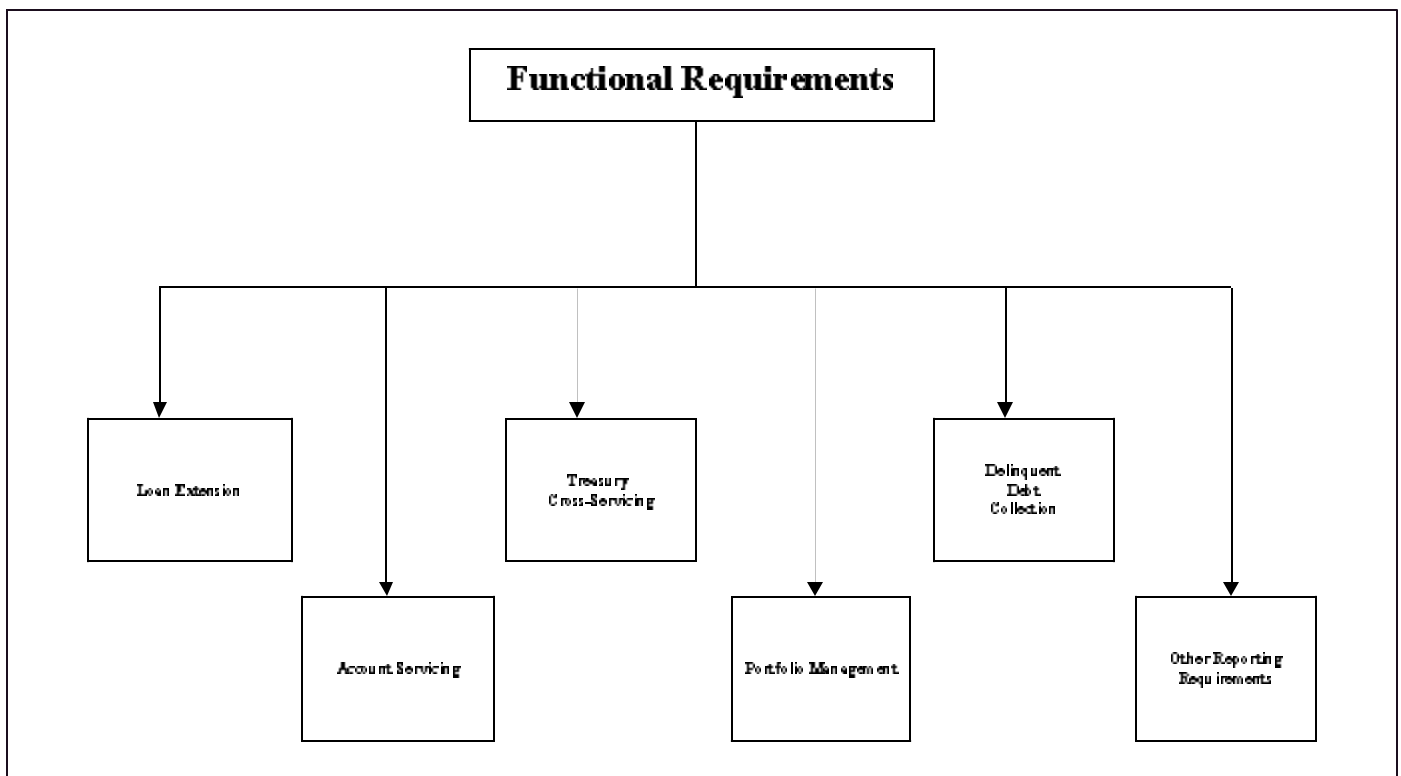 Functional Requirements
Loan Extension
Treasury
Cross-Servicing
Delinquent
Debt
Collection
Account Servicing
Portfolio Management
Other Reporting
Requirements